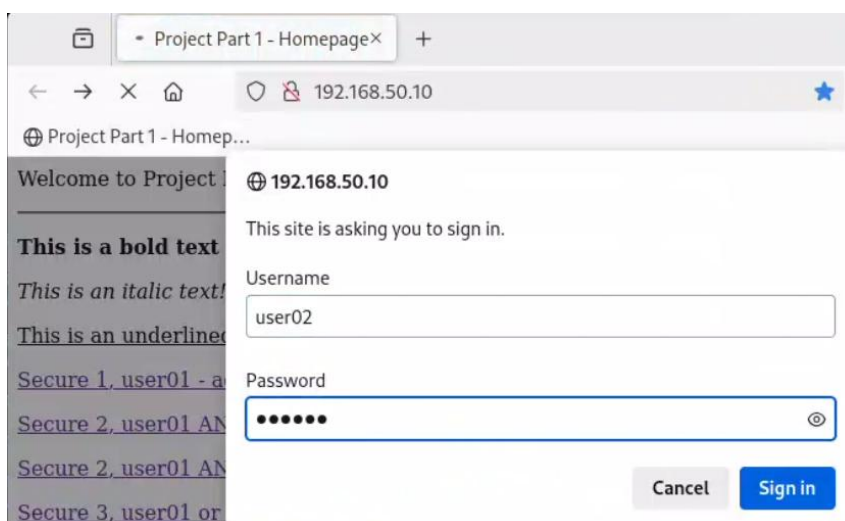 Project Part 1 - Homepage
192.168.50.10
Project Part 1 - Homep…
Welcome to Project
192.168.50.10
This site is asking you to sign in.
This is a bold text
Username
This is an italic text!
user02
This is an underlined
Secure 1, user01 - a
Password
Secure 2, user01 AN
Secure 2, user01 AN
Cancel
Sign in
Secure 3, user01 or